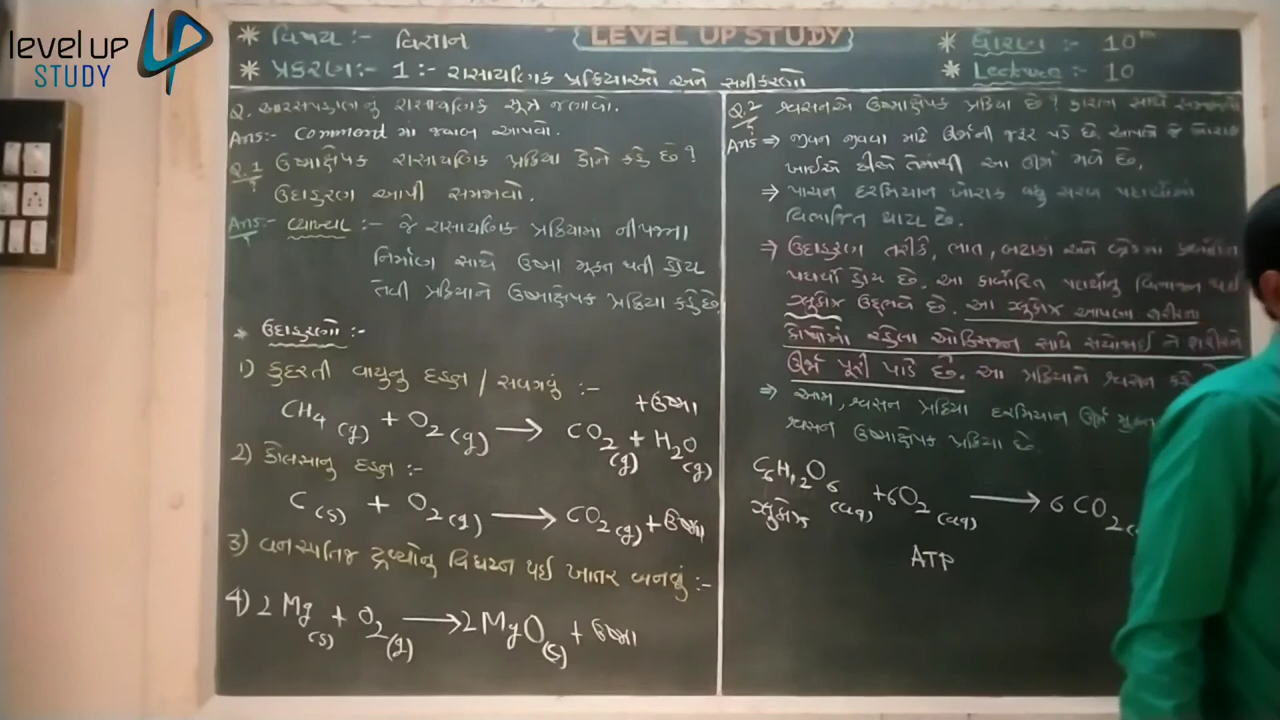 level up
STUDY
LEVEL UP STUDY
* વિષય :- વિજ્ઞાન
* પ્રકરણ :- 1 :- રાસાયણિક પ્રક્રિયાઓ અને સમીકરણો
* ધોરણ :- 10th
* Lecture :- 10
Q. આરસપહાણનુ રાસાયણિક સૂત્ર જણાવો.
Ans:- Comment માં જવાબ આપવો.
Q.1 ઉષ્માક્ષેપક રાસાયણિક પ્રક્રિયા કોને કહે છે?
ઉદાહરણ આપી સમજાવો.
Ans:- વ્યાખ્યા :- જે રાસાયણિક પ્રક્રિયામાં નીપજના
નિર્માણ સાથે ઉષ્મા મૂક્ત થતી હોય
તેવી પ્રક્રિયાને ઉષ્માક્ષેપક પ્રક્રિયા કહે છે.
* ઉદાહરણો :-
1) કુદરતી વાયુનુ દહન / સળગવું :-
CH4 (g) + O2 (g) → CO2 (g) + H2O (g) + ઉષ્મા
2) કોલસાનુ દહન :-
C (s) + O2 (g) → CO2 (g) + ઉષ્મા
3) વનસ્પતિજ દ્રવ્યોનુ વિઘટન થઈ ખાતર બનવું :-
4) 2 Mg (s) + O2 (g) → 2 MgO (s) + ઉષ્મા
Q.2 શ્વસન એ ઉષ્માક્ષેપક પ્રક્રિયા છે? કારણ સાથે સમજાવો
Ans ⇒ જીવન જીવવા માટે ઊર્જાની જરૂર પડે છે. આપણે જે ખોરાક
ખાઈએ છીએ તેમાંથી આ ઊર્જા મળે છે.
⇒ પાચન દરમિયાન ખોરાક વધુ સરળ પદાર્થોમાં
વિભાજિત થાય છે.
⇒ ઉદાહરણ તરીકે, ભાત, બટાકા અને બ્રેડમાં કાર્બોદિત
પદાર્થો હોય છે. આ કાર્બોદિત પદાર્થોનુ વિભાજન થઈ
ગ્લુકોઝ ઉદ્ભવે છે. આ ગ્લુકોઝ આપણા શરીરના
કોષોમાં રહેલા ઓક્સિજન સાથે સંયોજાઈ ને શરીરને
ઊર્જા પૂરી પાડે છે. આ પ્રક્રિયાને શ્વસન કહે
⇒ આમ, શ્વસન પ્રક્રિયા દરમિયાન ઊર્જા મુક્ત
શ્વસન ઉષ્માક્ષેપક પ્રક્રિયા છે.
C6H12O6 (aq) + 6O2 (aq) → 6 CO2
ગ્લુકોઝ
ATP